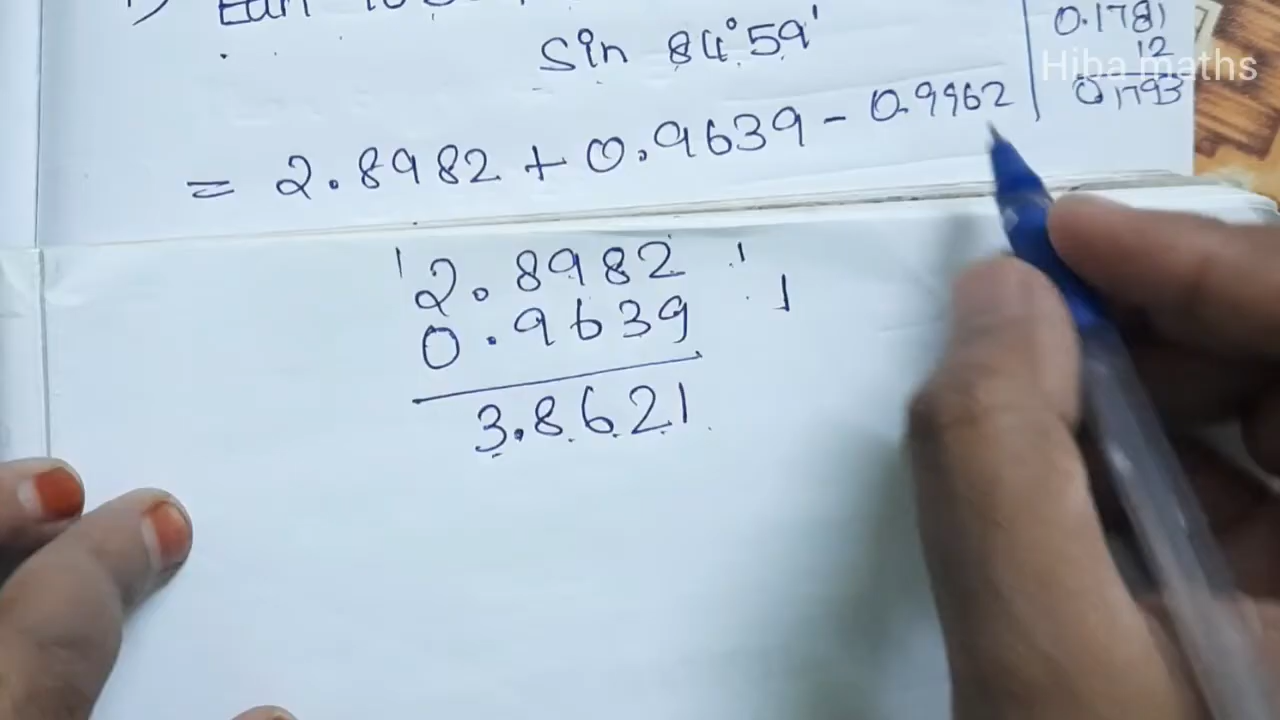 sin 84°59'
0.1781
12
0.1793
Hiba maths
= 2.8982 + 0.9639 - 0.9962
2.8982
0.9639
3.8621